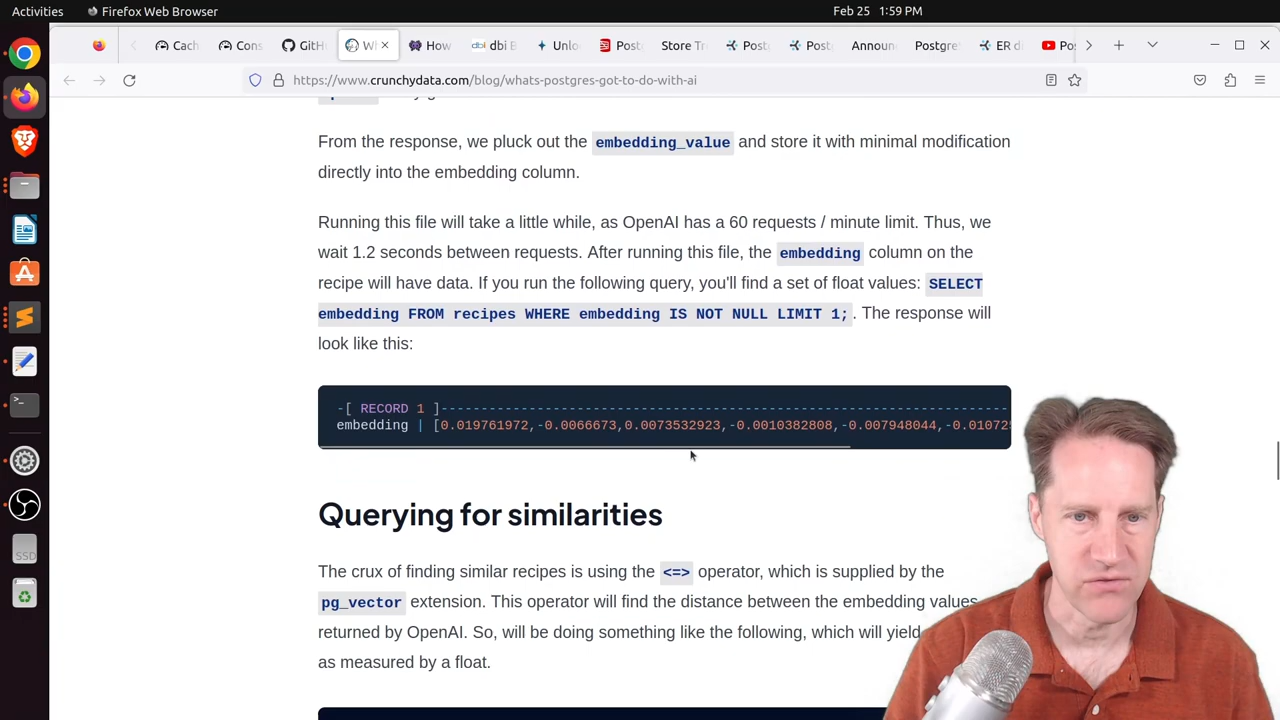 Activities
Firefox Web Browser
Feb 25 1:59 PM
Cach
Cons
GitH
Wh
How
dbi dbi B
Unlo
Post
Store Tr
Post
Post
Annou
Postgre
ER d
Pos
https://www.crunchydata.com/blog/whats-postgres-got-to-do-with-ai
From the response, we pluck out the embedding_value and store it with minimal modification
directly into the embedding column.
Running this file will take a little while, as OpenAI has a 60 requests / minute limit. Thus, we
wait 1.2 seconds between requests. After running this file, the embedding column on the
recipe will have data. If you run the following query, you'll find a set of float values: SELECT
embedding FROM recipes WHERE embedding IS NOT NULL LIMIT 1; . The response will
look like this:
-[ RECORD 1 ]------------------------------------------------------------------------
embedding | [0.019761972,-0.0066673,0.0073532923,-0.0010382808,-0.007948044,-0.010725
Querying for similarities
The crux of finding similar recipes is using the <=> operator, which is supplied by the
pg_vector extension. This operator will find the distance between the embedding values
returned by OpenAI. So, will be doing something like the following, which will yield
as measured by a float.
SSD